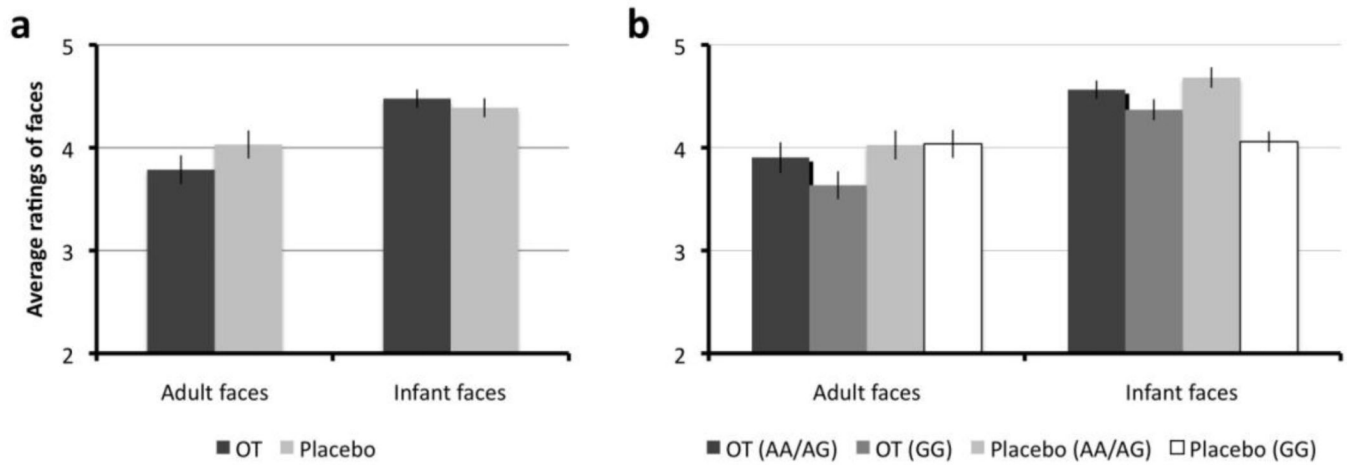 a
b
Average ratings of faces
5
4
3
2
Adult faces
Infant faces
OT
Placebo
5
4
3
2
Adult faces
Infant faces
OT (AA/AG)
OT (GG)
Placebo (AA/AG)
Placebo (GG)